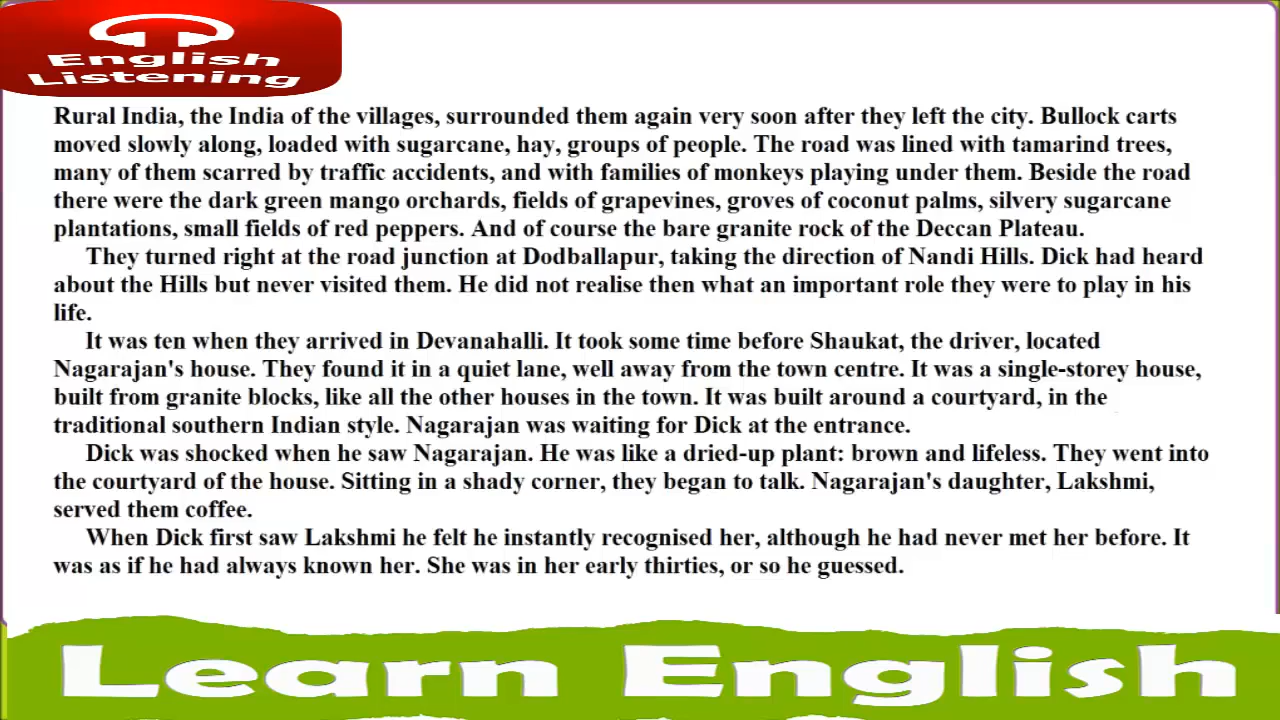 English
Listening
Rural India, the India of the villages, surrounded them again very soon after they left the city. Bullock carts
moved slowly along, loaded with sugarcane, hay, groups of people. The road was lined with tamarind trees,
many of them scarred by traffic accidents, and with families of monkeys playing under them. Beside the road
there were the dark green mango orchards, fields of grapevines, groves of coconut palms, silvery sugarcane
plantations, small fields of red peppers. And of course the bare granite rock of the Deccan Plateau.
They turned right at the road junction at Dodballapur, taking the direction of Nandi Hills. Dick had heard
about the Hills but never visited them. He did not realise then what an important role they were to play in his
life.
It was ten when they arrived in Devanahalli. It took some time before Shaukat, the driver, located
Nagarajan's house. They found it in a quiet lane, well away from the town centre. It was a single-storey house,
built from granite blocks, like all the other houses in the town. It was built around a courtyard, in the
traditional southern Indian style. Nagarajan was waiting for Dick at the entrance.
Dick was shocked when he saw Nagarajan. He was like a dried-up plant: brown and lifeless. They went into
the courtyard of the house. Sitting in a shady corner, they began to talk. Nagarajan's daughter, Lakshmi,
served them coffee.
When Dick first saw Lakshmi he felt he instantly recognised her, although he had never met her before. It
was as if he had always known her. She was in her early thirties, or so he guessed.
Learn English